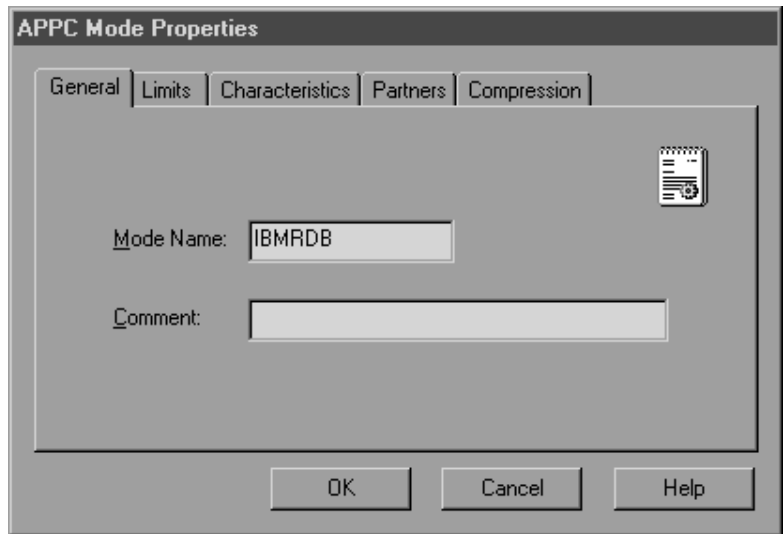 APPC Mode Properties
General Limits Characteristics Partners Compression
Mode Name: IBMRDB
Comment:
OK Cancel Help